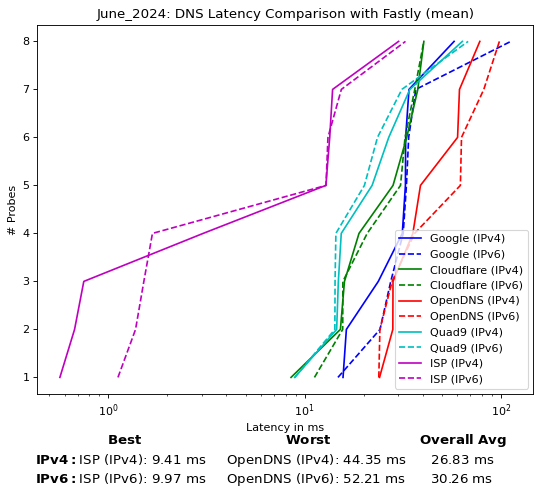 June_2024: DNS Latency Comparison with Fastly (mean)
# Probes
8
7
6
5
4
3
2
1
Google (IPv4)
Google (IPv6)
Cloudflare (IPv4)
Cloudflare (IPv6)
OpenDNS (IPv4)
OpenDNS (IPv6)
Quad9 (IPv4)
Quad9 (IPv6)
ISP (IPv4)
ISP (IPv6)
10⁰ 10¹ 10²
Latency in ms
Best Worst Overall Avg
IPv4: ISP (IPv4): 9.41 ms OpenDNS (IPv4): 44.35 ms 26.83 ms
IPv6: ISP (IPv6): 9.97 ms OpenDNS (IPv6): 52.21 ms 30.26 ms